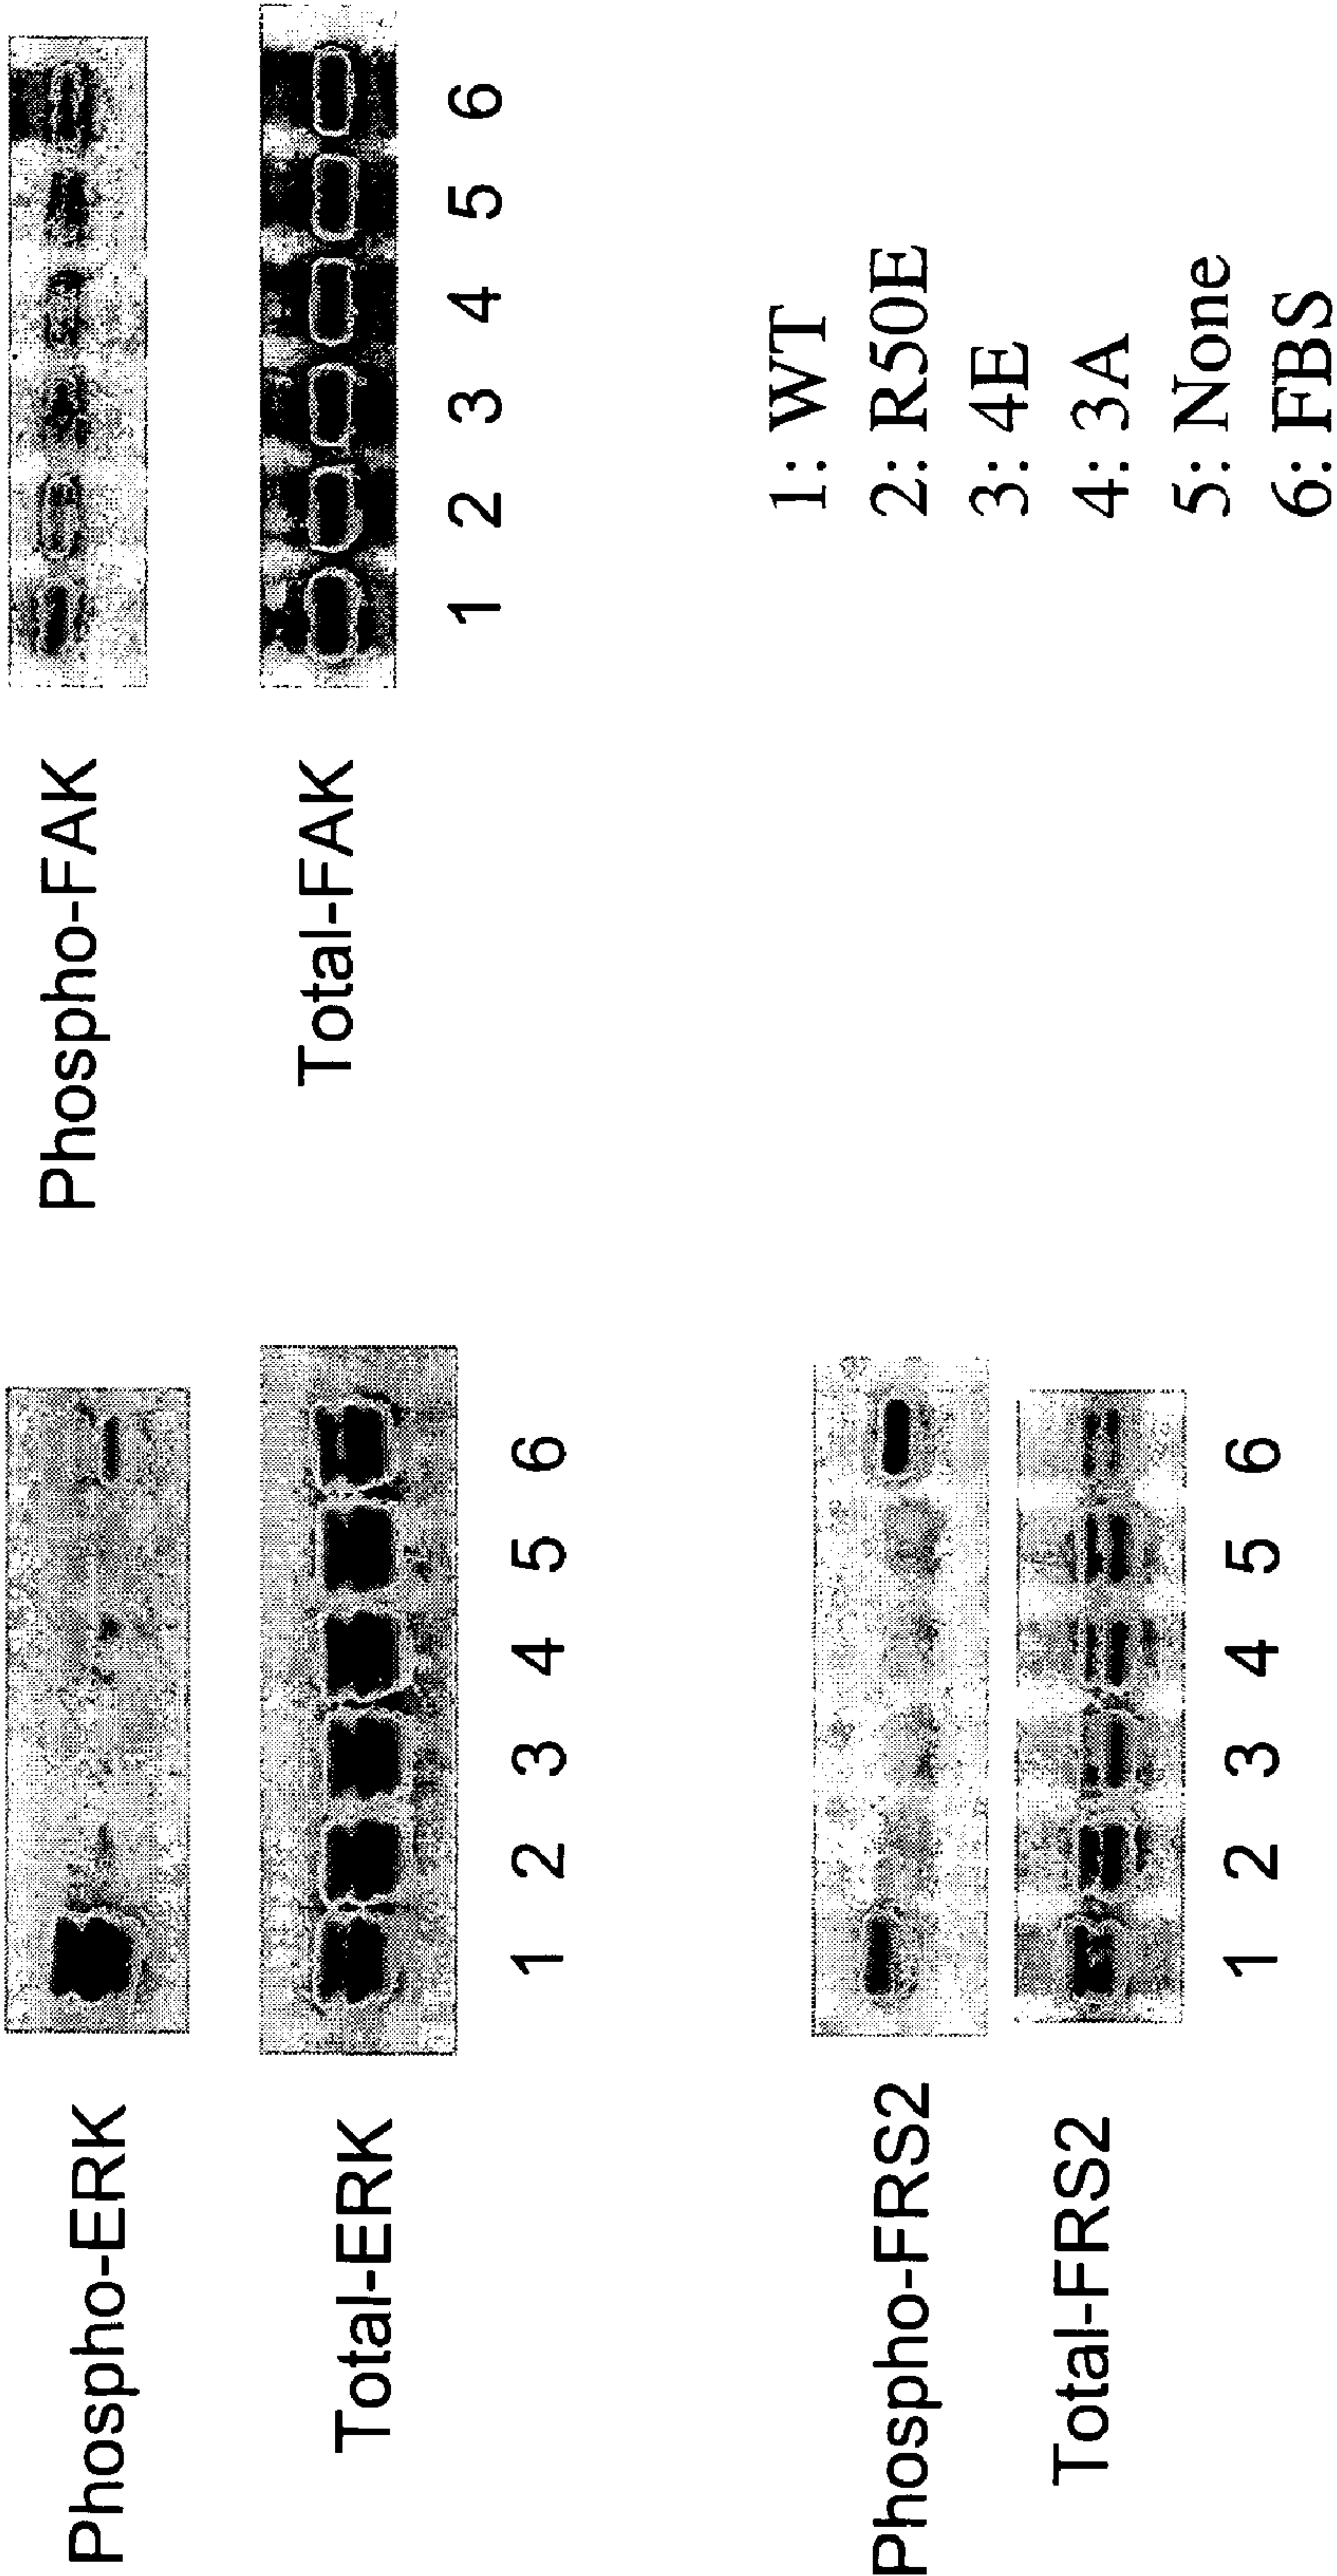 Phospho-ERK
Total-ERK
1 2 3 4 5 6
Phospho-FAK
Total-FAK
1 2 3 4 5 6
Phospho-FRS2
Total-FRS2
1 2 3 4 5 6
1: WT
2: R50E
3: 4E
4: 3A
5: None
6: FBS